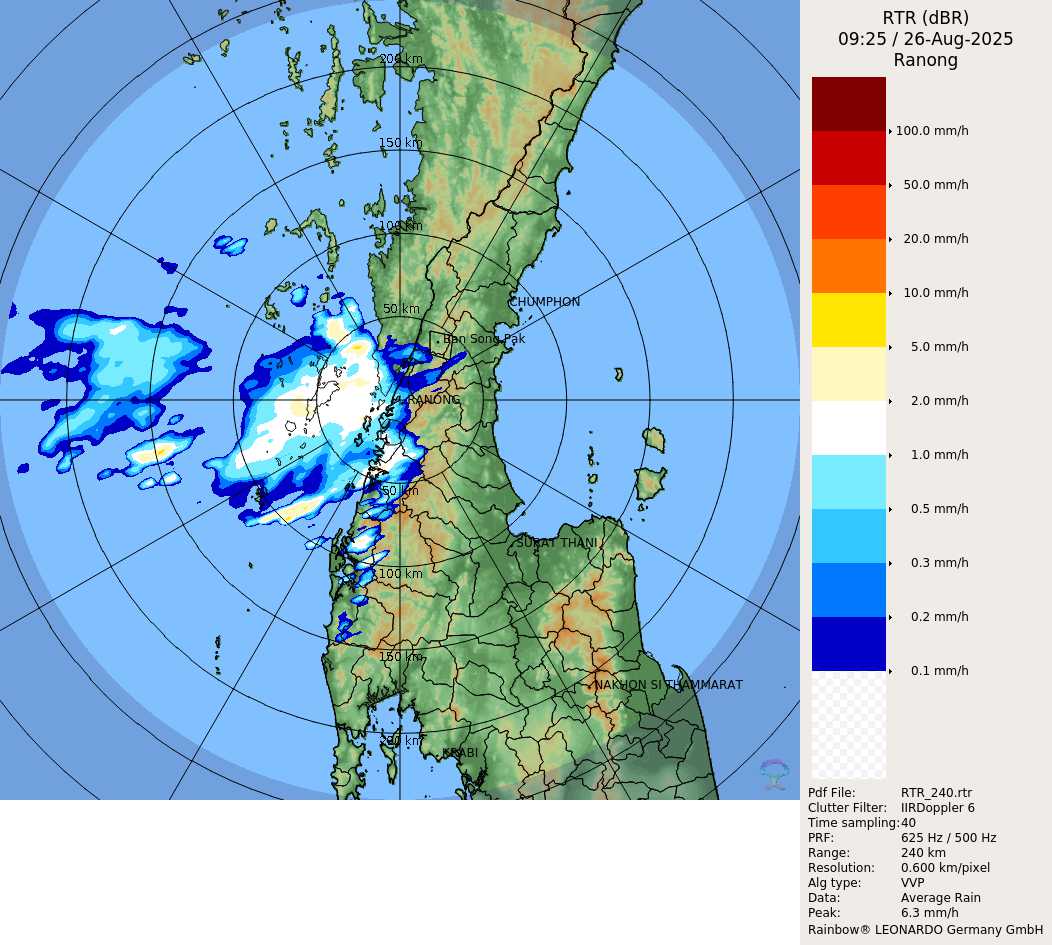 RTR (dBR)
09:25 / 26-Aug-2025
Ranong
200 km
150 km
100 km
50 km
CHUMPHON
Ban Song Pak
RANONG
50 km
SURAT THANI
100 km
150 km
NAKHON SI THAMMARAT
200 km
KRABI
100.0 mm/h
50.0 mm/h
20.0 mm/h
10.0 mm/h
5.0 mm/h
2.0 mm/h
1.0 mm/h
0.5 mm/h
0.3 mm/h
0.2 mm/h
0.1 mm/h
Pdf File: RTR_240.rtr
Clutter Filter: IIRDoppler 6
Time sampling: 40
PRF: 625 Hz / 500 Hz
Range: 240 km
Resolution: 0.600 km/pixel
Alg type: VVP
Data: Average Rain
Peak: 6.3 mm/h
Rainbow® LEONARDO Germany GmbH